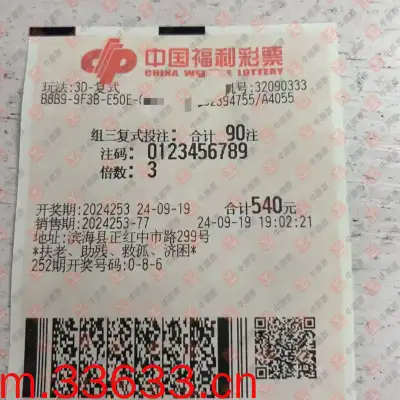 中国福利彩票
CHINA WE LOTTERY
玩法:3D-复式 机号:32090333
B8B9-9F3B-E50E- 394755/A4055
组三复式投注: 合计 90注
注码: 0123456789
倍数: 3
开奖期:2024253 24-09-19 合计540元
销售期:2024253-77 24-09-19 19:02:21
地址:滨海县正红中市路299号
*扶老、助残、救孤、济困*
252期开奖号码:0-8-6
m.33633.cn